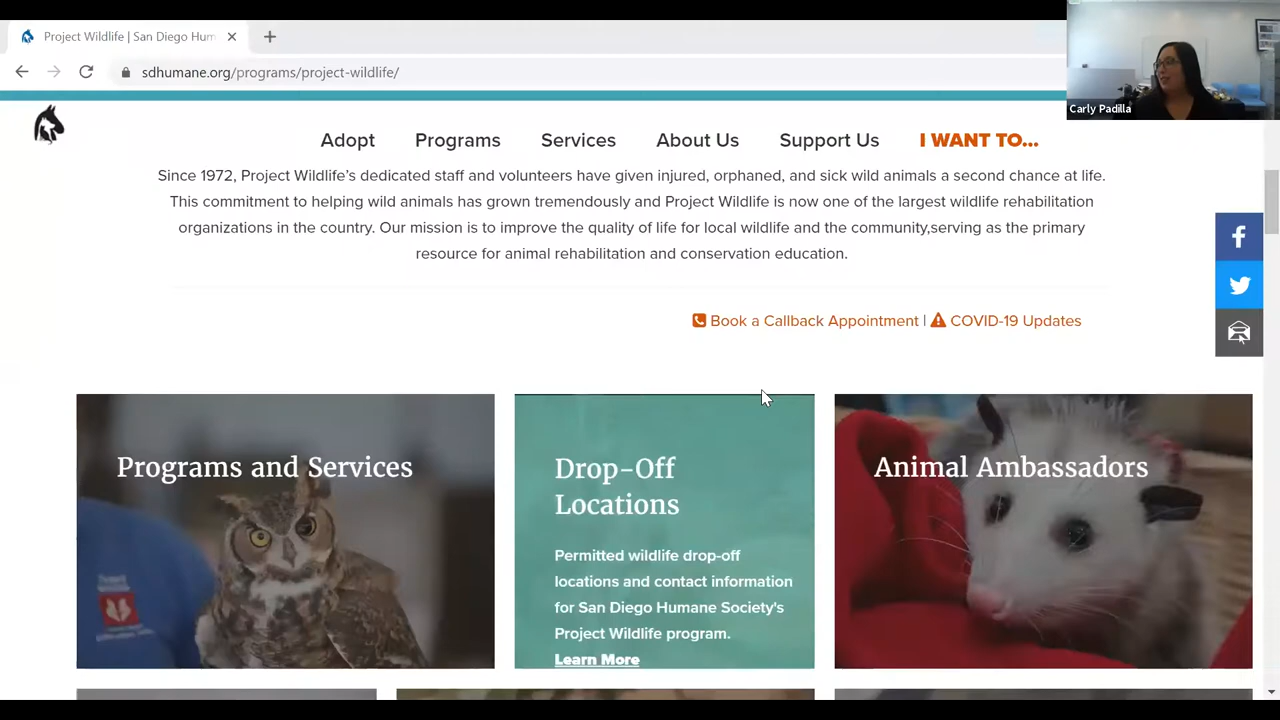 Project Wildlife | San Diego Hum
sdhumane.org/programs/project-wildlife/
Carly Padilla
Adopt Programs Services About Us Support Us I WANT TO...
Since 1972, Project Wildlife's dedicated staff and volunteers have given injured, orphaned, and sick wild animals a second chance at life.
This commitment to helping wild animals has grown tremendously and Project Wildlife is now one of the largest wildlife rehabilitation
organizations in the country. Our mission is to improve the quality of life for local wildlife and the community,serving as the primary
resource for animal rehabilitation and conservation education.
Book a Callback Appointment | COVID-19 Updates
Programs and Services
Drop-Off
Locations
Permitted wildlife drop-off
locations and contact information
for San Diego Humane Society's
Project Wildlife program.
Learn More
Animal Ambassadors